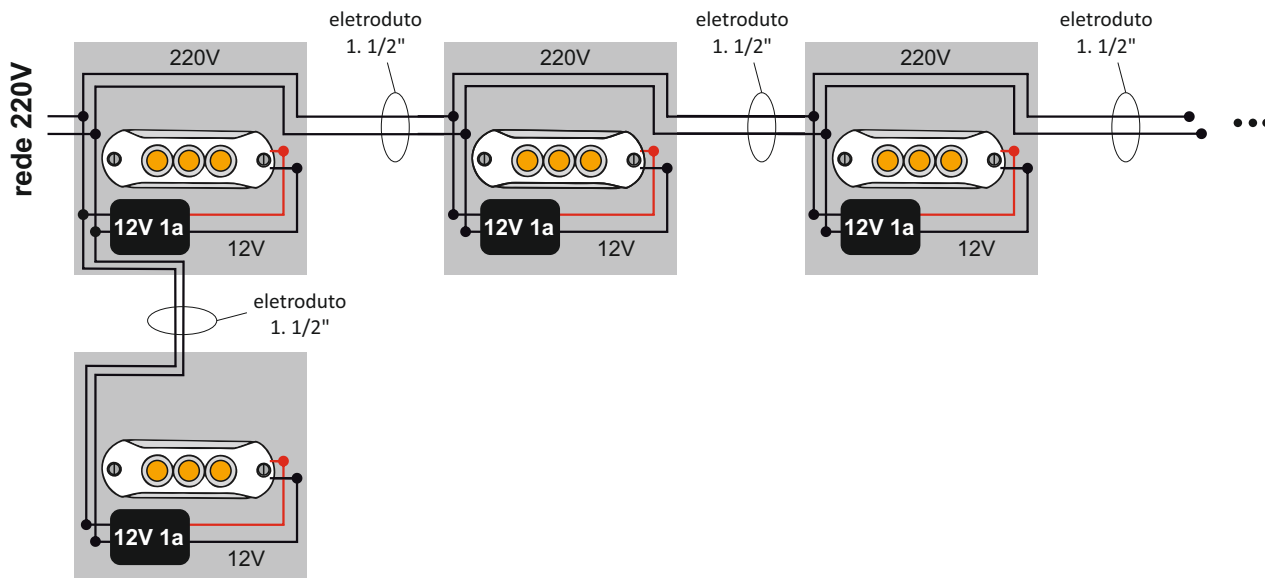 eletroduto
1. 1/2"
eletroduto
1. 1/2"
eletroduto
1. 1/2"
rede 220V
220V
220V
220V
12V 1a
12V
12V 1a
12V
12V 1a
12V
...
eletroduto
1. 1/2"
12V 1a
12V